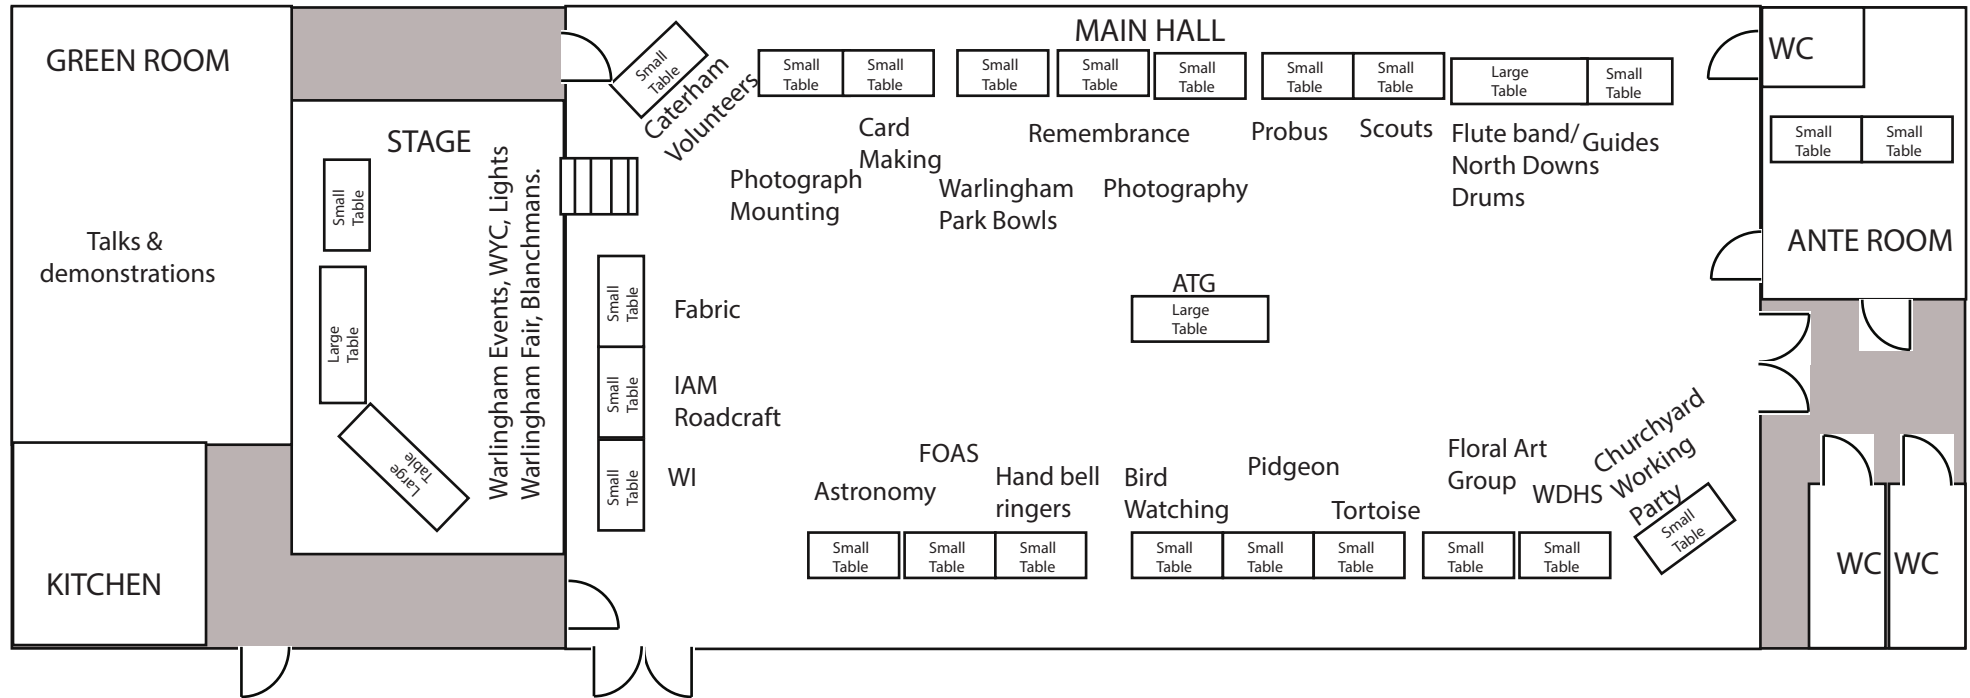 GREEN ROOM
Talks &
demonstrations
KITCHEN
STAGE
Small
Table
Large
Table
Large
Table
Warlingham Events, WYC, Lights
Warlingham Fair, Blanchmans.
MAIN HALL
Small
Table
Caterham
Volunteers
Small
Table
Small
Table
Small
Table
Small
Table
Small
Table
Small
Table
Small
Table
Large
Table
Small
Table
Photograph
Mounting
Card
Making
Warlingham
Park Bowls
Remembrance
Photography
Probus
Scouts
Flute band/
North Downs
Drums
Guides
Small
Table
Fabric
Small
Table
IAM
Roadcraft
Small
Table
WI
ATG
Large
Table
Astronomy
FOAS
Hand bell
ringers
Bird
Watching
Pidgeon
Tortoise
Floral Art
Group
WDHS
Churchyard
Working
Party
Small
Table
Small
Table
Small
Table
Small
Table
Small
Table
Small
Table
Small
Table
Small
Table
Small
Table
WC
Small
Table
Small
Table
ANTE ROOM
WC
WC